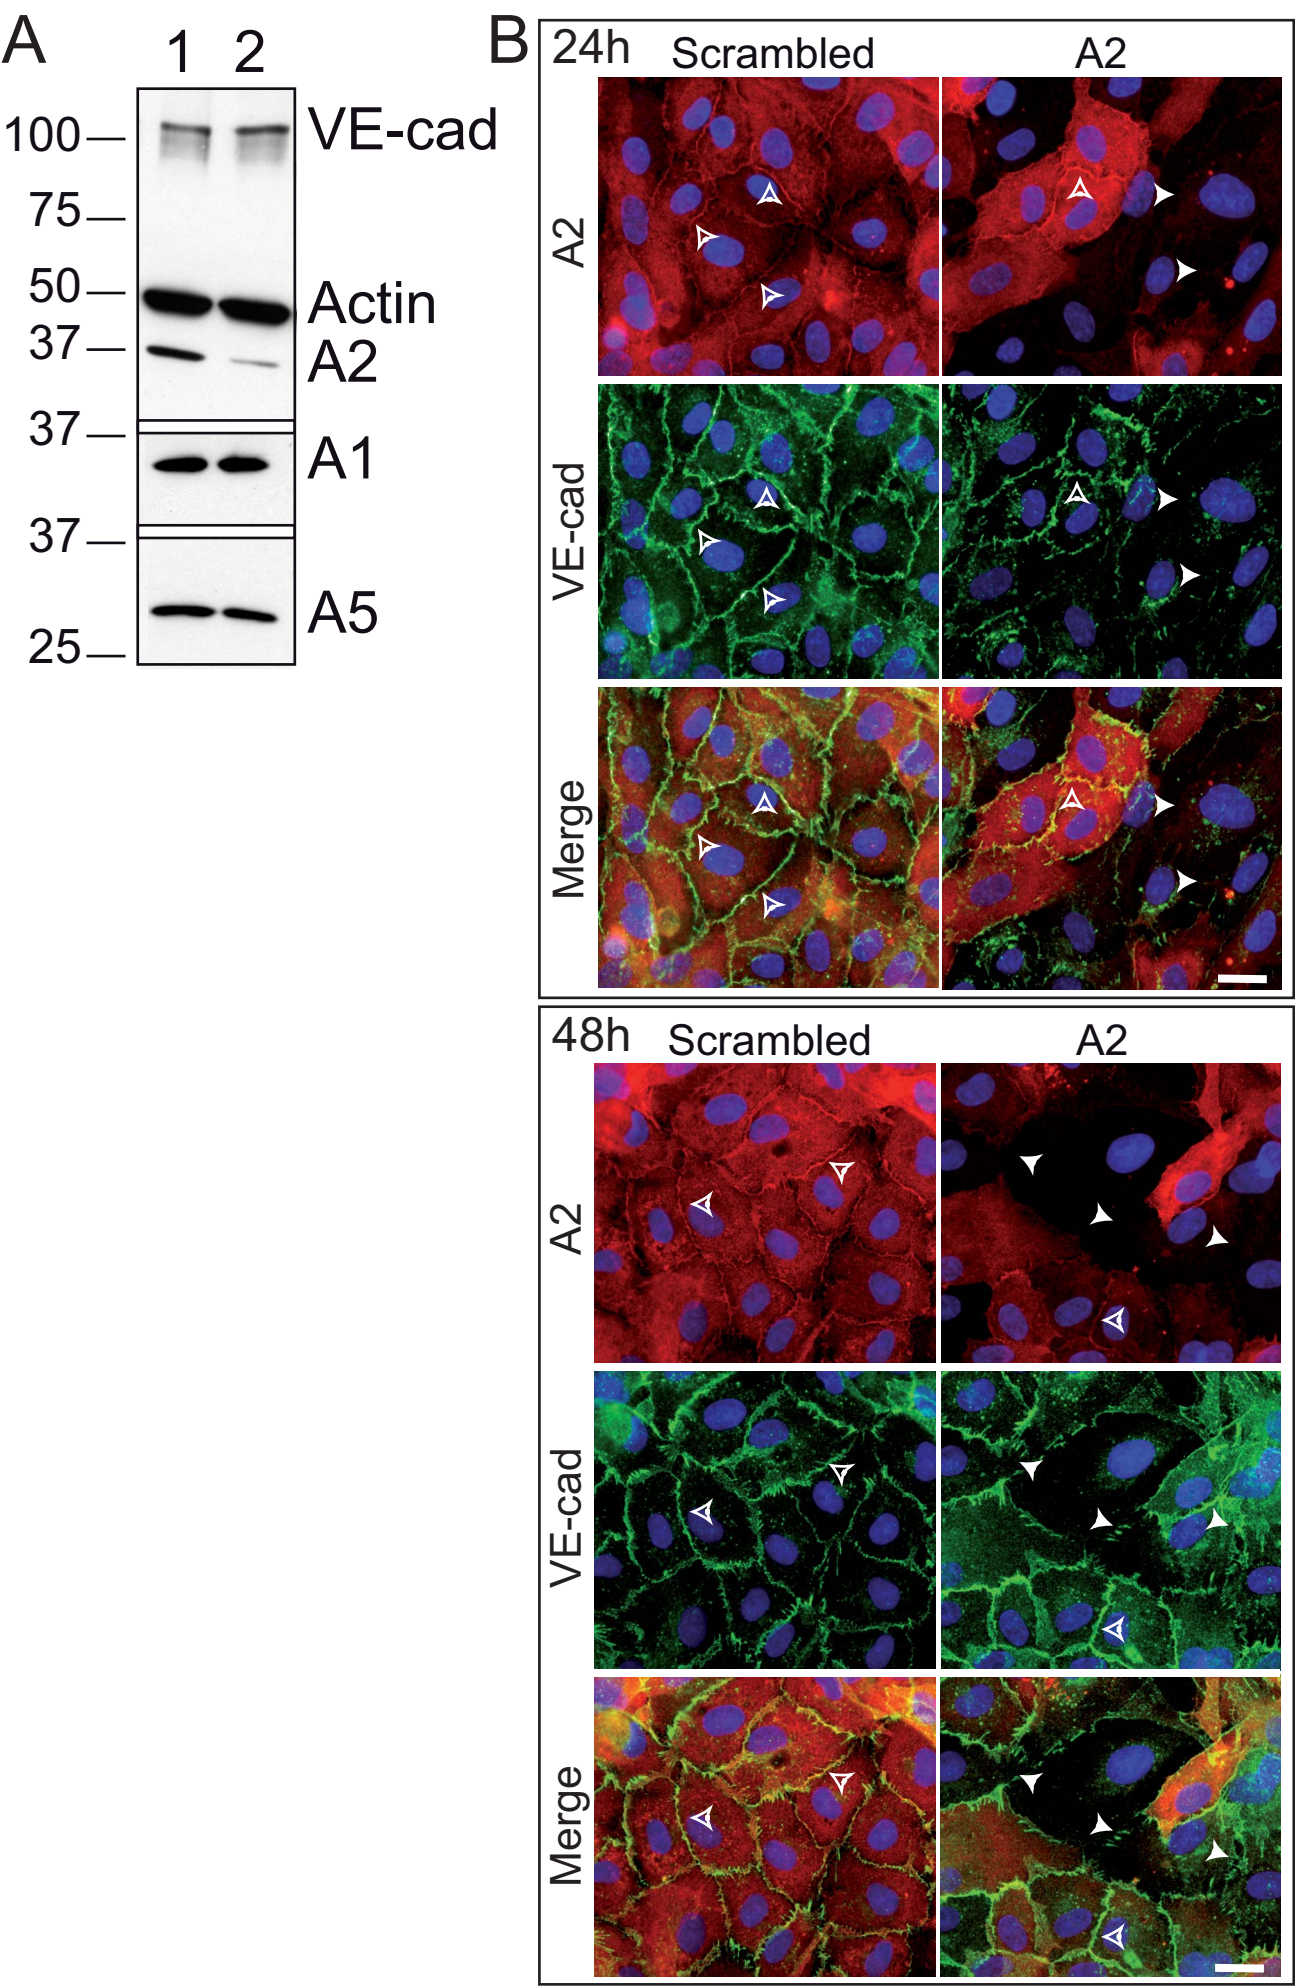 A
1 2
100
VE-cad
75
50
Actin
37
A2
37
A1
37
A5
25
B
24h
Scrambled A2
A2
VE-cad
Merge
48h
Scrambled A2
A2
VE-cad
Merge